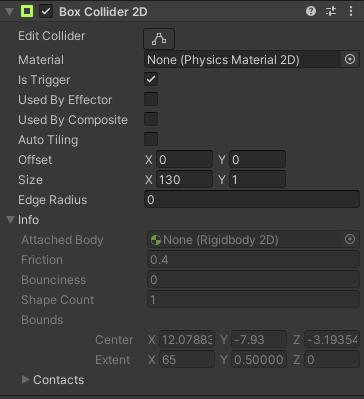 Box Collider 2D
Edit Collider
Material None (Physics Material 2D)
Is Trigger
Used By Effector
Used By Composite
Auto Tiling
Offset X 0 Y 0
Size X 130 Y 1
Edge Radius 0
Info
Attached Body None (Rigidbody 2D)
Friction 0.4
Bounciness 0
Shape Count 1
Bounds
Center X 12.0788 Y -7.93 Z -3.19354
Extent X 65 Y 0.50000 Z 0
Contacts